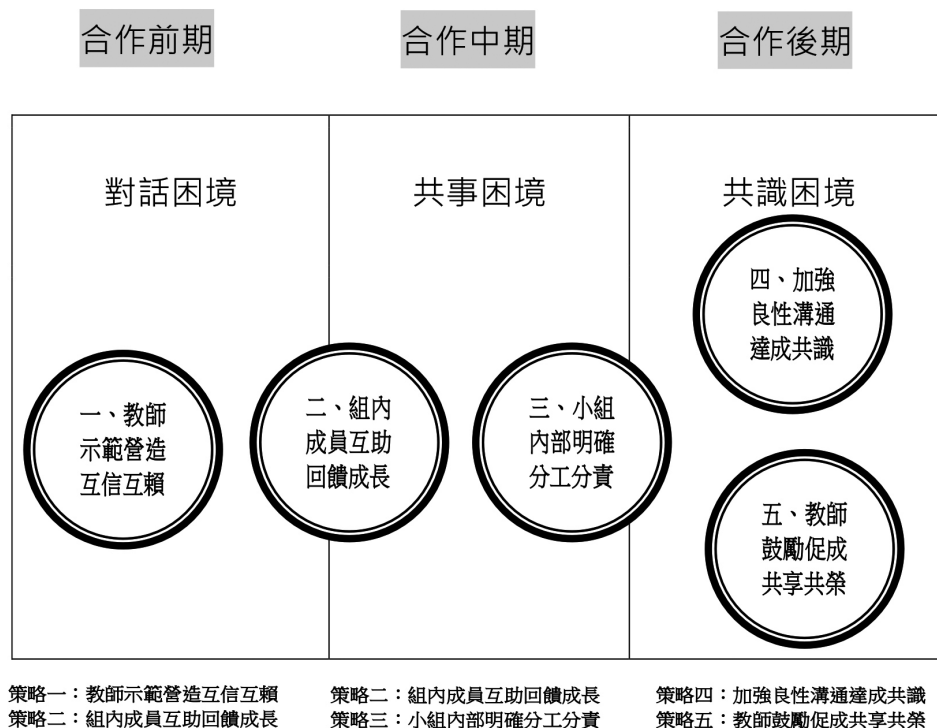 合作前期
合作中期
合作後期
對話困境
共事困境
共識困境
一、教師
示範營造
互信互賴
二、組內
成員互助
回饋成長
三、小組
內部明確
分工分責
四、加強
良性溝通
達成共識
五、教師
鼓勵促成
共享共榮
策略一：教師示範營造互信互賴
策略二：組內成員互助回饋成長
策略二：組內成員互助回饋成長
策略三：小組內部明確分工分責
策略四：加強良性溝通達成共識
策略五：教師鼓勵促成共享共榮